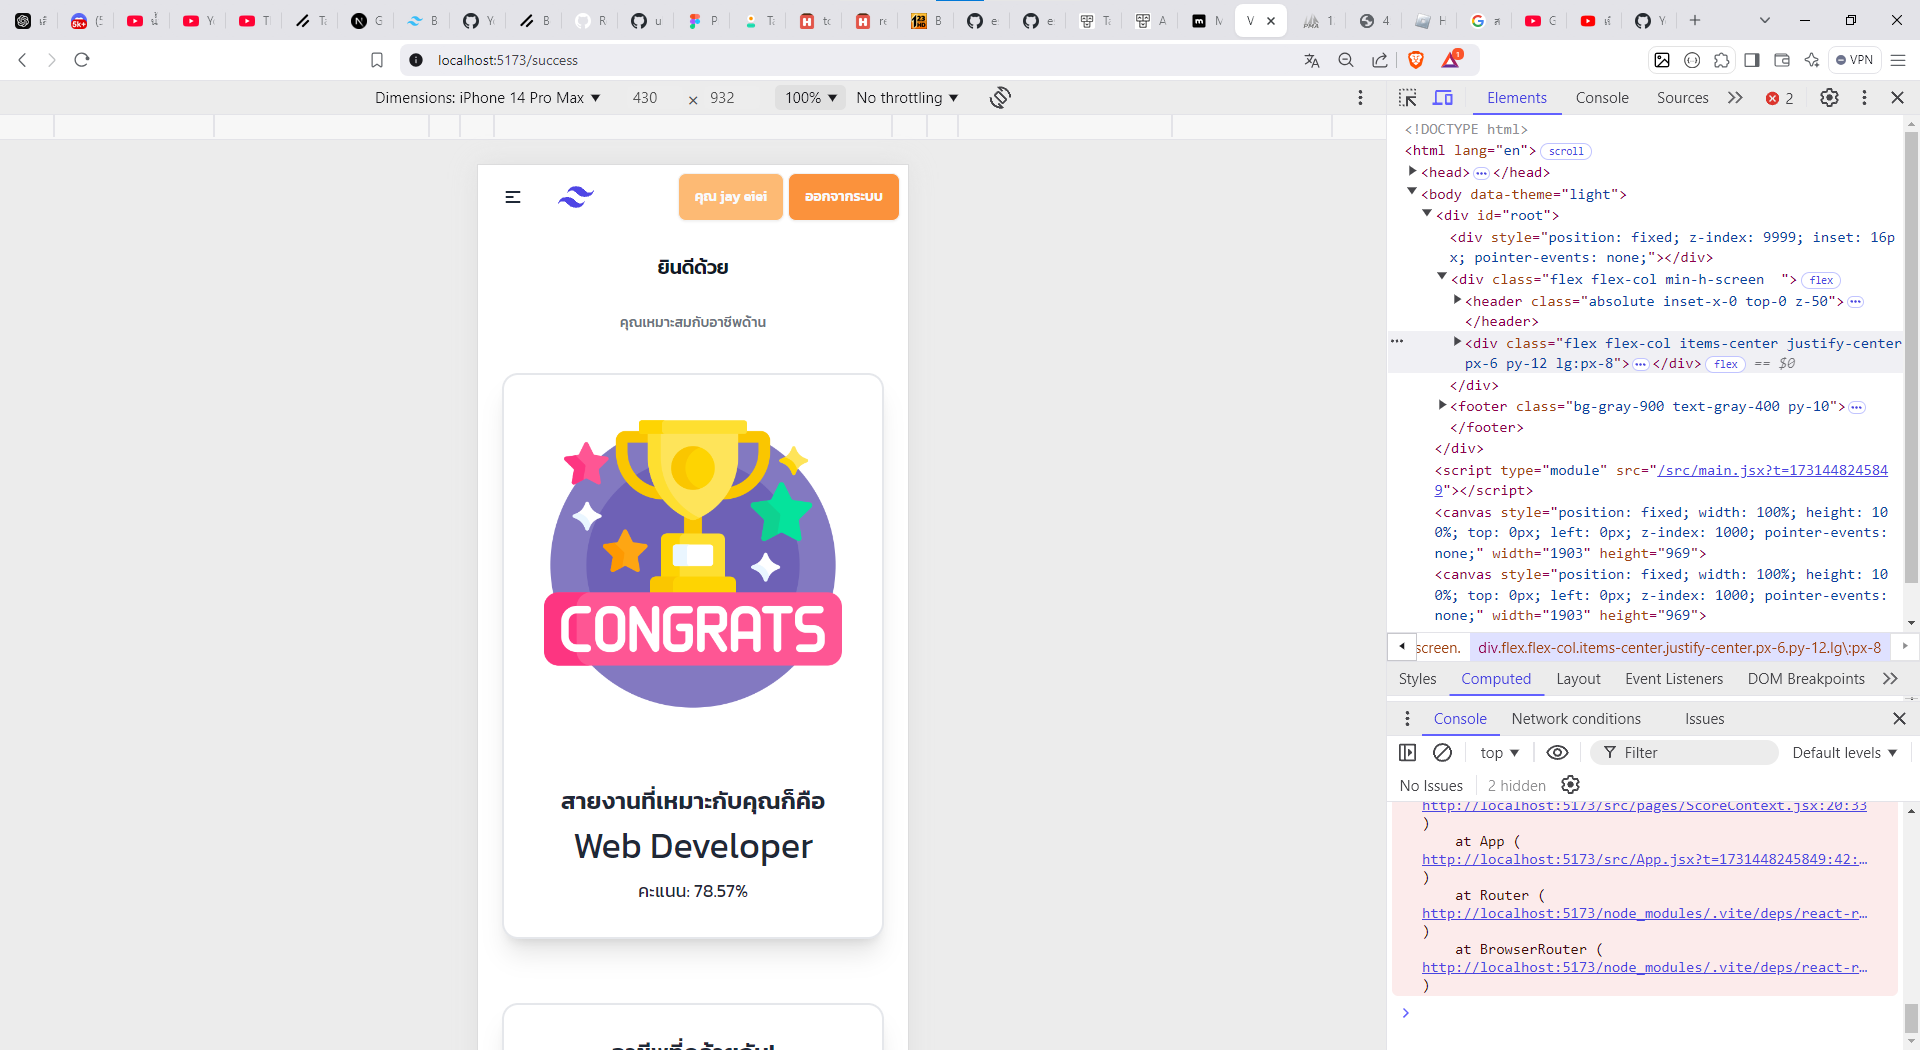 localhost:5173/success
VPN
Dimensions: iPhone 14 Pro Max
430
×
932
100%
No throttling
Elements
Console
Sources
2
คุณ jay eiei
ออกจากระบบ
ยินดีด้วย
คุณเหมาะสมกับอาชีพด้าน
CONGRATS
สายงานที่เหมาะกับคุณก็คือ
Web Developer
คะแนน: 78.57%
<!DOCTYPE html>
<html lang="en"> scroll
<head> ••• </head>
<body data-theme="light">
<div id="root">
<div style="position: fixed; z-index: 9999; inset: 16p
x; pointer-events: none;"></div>
<div class="flex flex-col min-h-screen  "> flex
<header class="absolute inset-x-0 top-0 z-50"> •••
</header>
<div class="flex flex-col items-center justify-center
px-6 py-12 lg:px-8"> ••• </div> flex == $0
</div>
<footer class="bg-gray-900 text-gray-400 py-10"> •••
</footer>
</div>
<script type="module" src="/src/main.jsx?t=173144824584
9"></script>
<canvas style="position: fixed; width: 100%; height: 10
0%; top: 0px; left: 0px; z-index: 1000; pointer-events:
none;" width="1903" height="969">
<canvas style="position: fixed; width: 100%; height: 10
0%; top: 0px; left: 0px; z-index: 1000; pointer-events:
none;" width="1903" height="969">
screen.
div.flex.flex-col.items-center.justify-center.px-6.py-12.lg\:px-8
Styles
Computed
Layout
Event Listeners
DOM Breakpoints
Console
Network conditions
Issues
top
Filter
Default levels
No Issues
2 hidden
http://localhost:5173/src/pages/ScoreContext.jsx:20:33
)
at App (
http://localhost:5173/src/App.jsx?t=1731448245849:42:…
)
at Router (
http://localhost:5173/node_modules/.vite/deps/react-r…
)
at BrowserRouter (
http://localhost:5173/node_modules/.vite/deps/react-r…
)